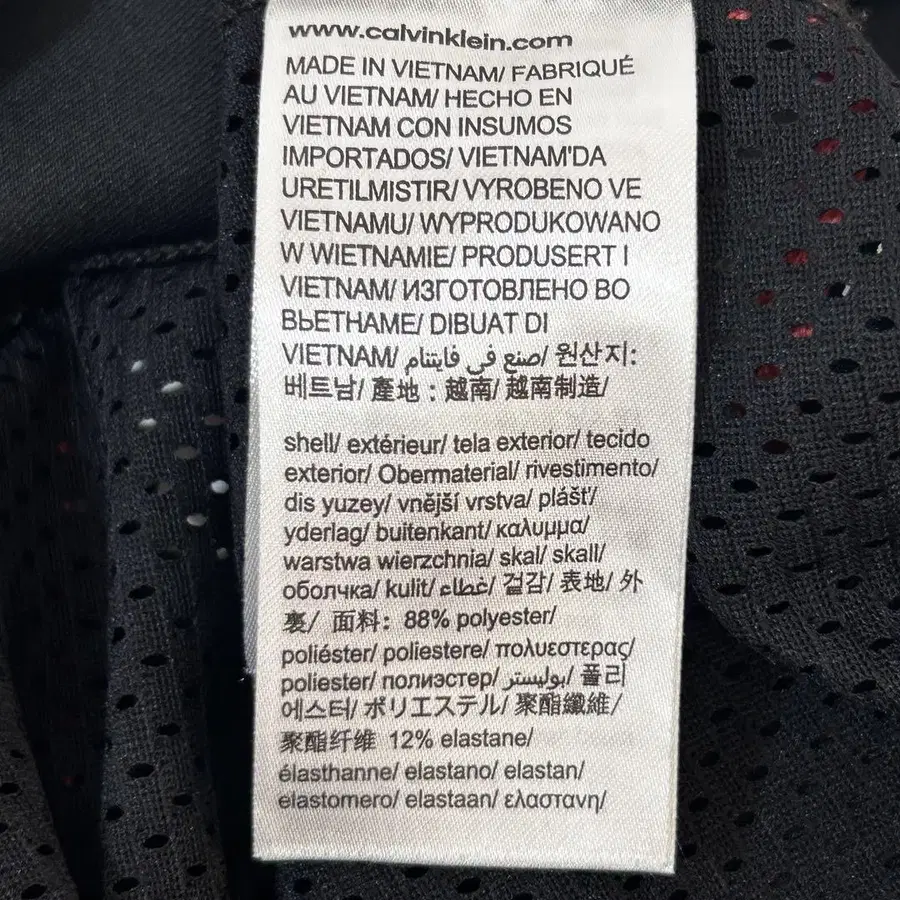 www.calvinklein.com
MADE IN VIETNAM/ FABRIQUÉ
AU VIETNAM/ HECHO EN
VIETNAM CON INSUMOS
IMPORTADOS/ VIETNAM'DA
URETILMISTIR/ VYROBENO VE
VIETNAMU/ WYPRODUKOWANO
W WIETNAMIE/ PRODUSERT I
VIETNAM/ ИЗГОТОВЛЕНО ВО
ВЬЕТНАМЕ/ DIBUAT DI
VIETNAM/ صنع في فايتنام/ 원산지:
베트남/ 產地 : 越南/ 越南制造/
shell/ extérieur/ tela exterior/ tecido
exterior/ Obermaterial/ rivestimento/
dis yuzey/ vnější vrstva/ plášť/
yderlag/ buitenkant/ καλυμμα/
warstwa wierzchnia/ skal/ skall/
оболчка/ kulit/ غطاء/ 겉감/ 表地/ 外
裏/ 面料: 88% polyester/
poliéster/ poliestere/ πολυεστερας/
poliester/ полиэстер/ بوليستر/ 폴리
에스터/ ポリエステル/ 聚酯纖維/
聚酯纤维 12% elastane/
élasthanne/ elastano/ elastan/
elastomero/ elastaan/ ελαστανη/